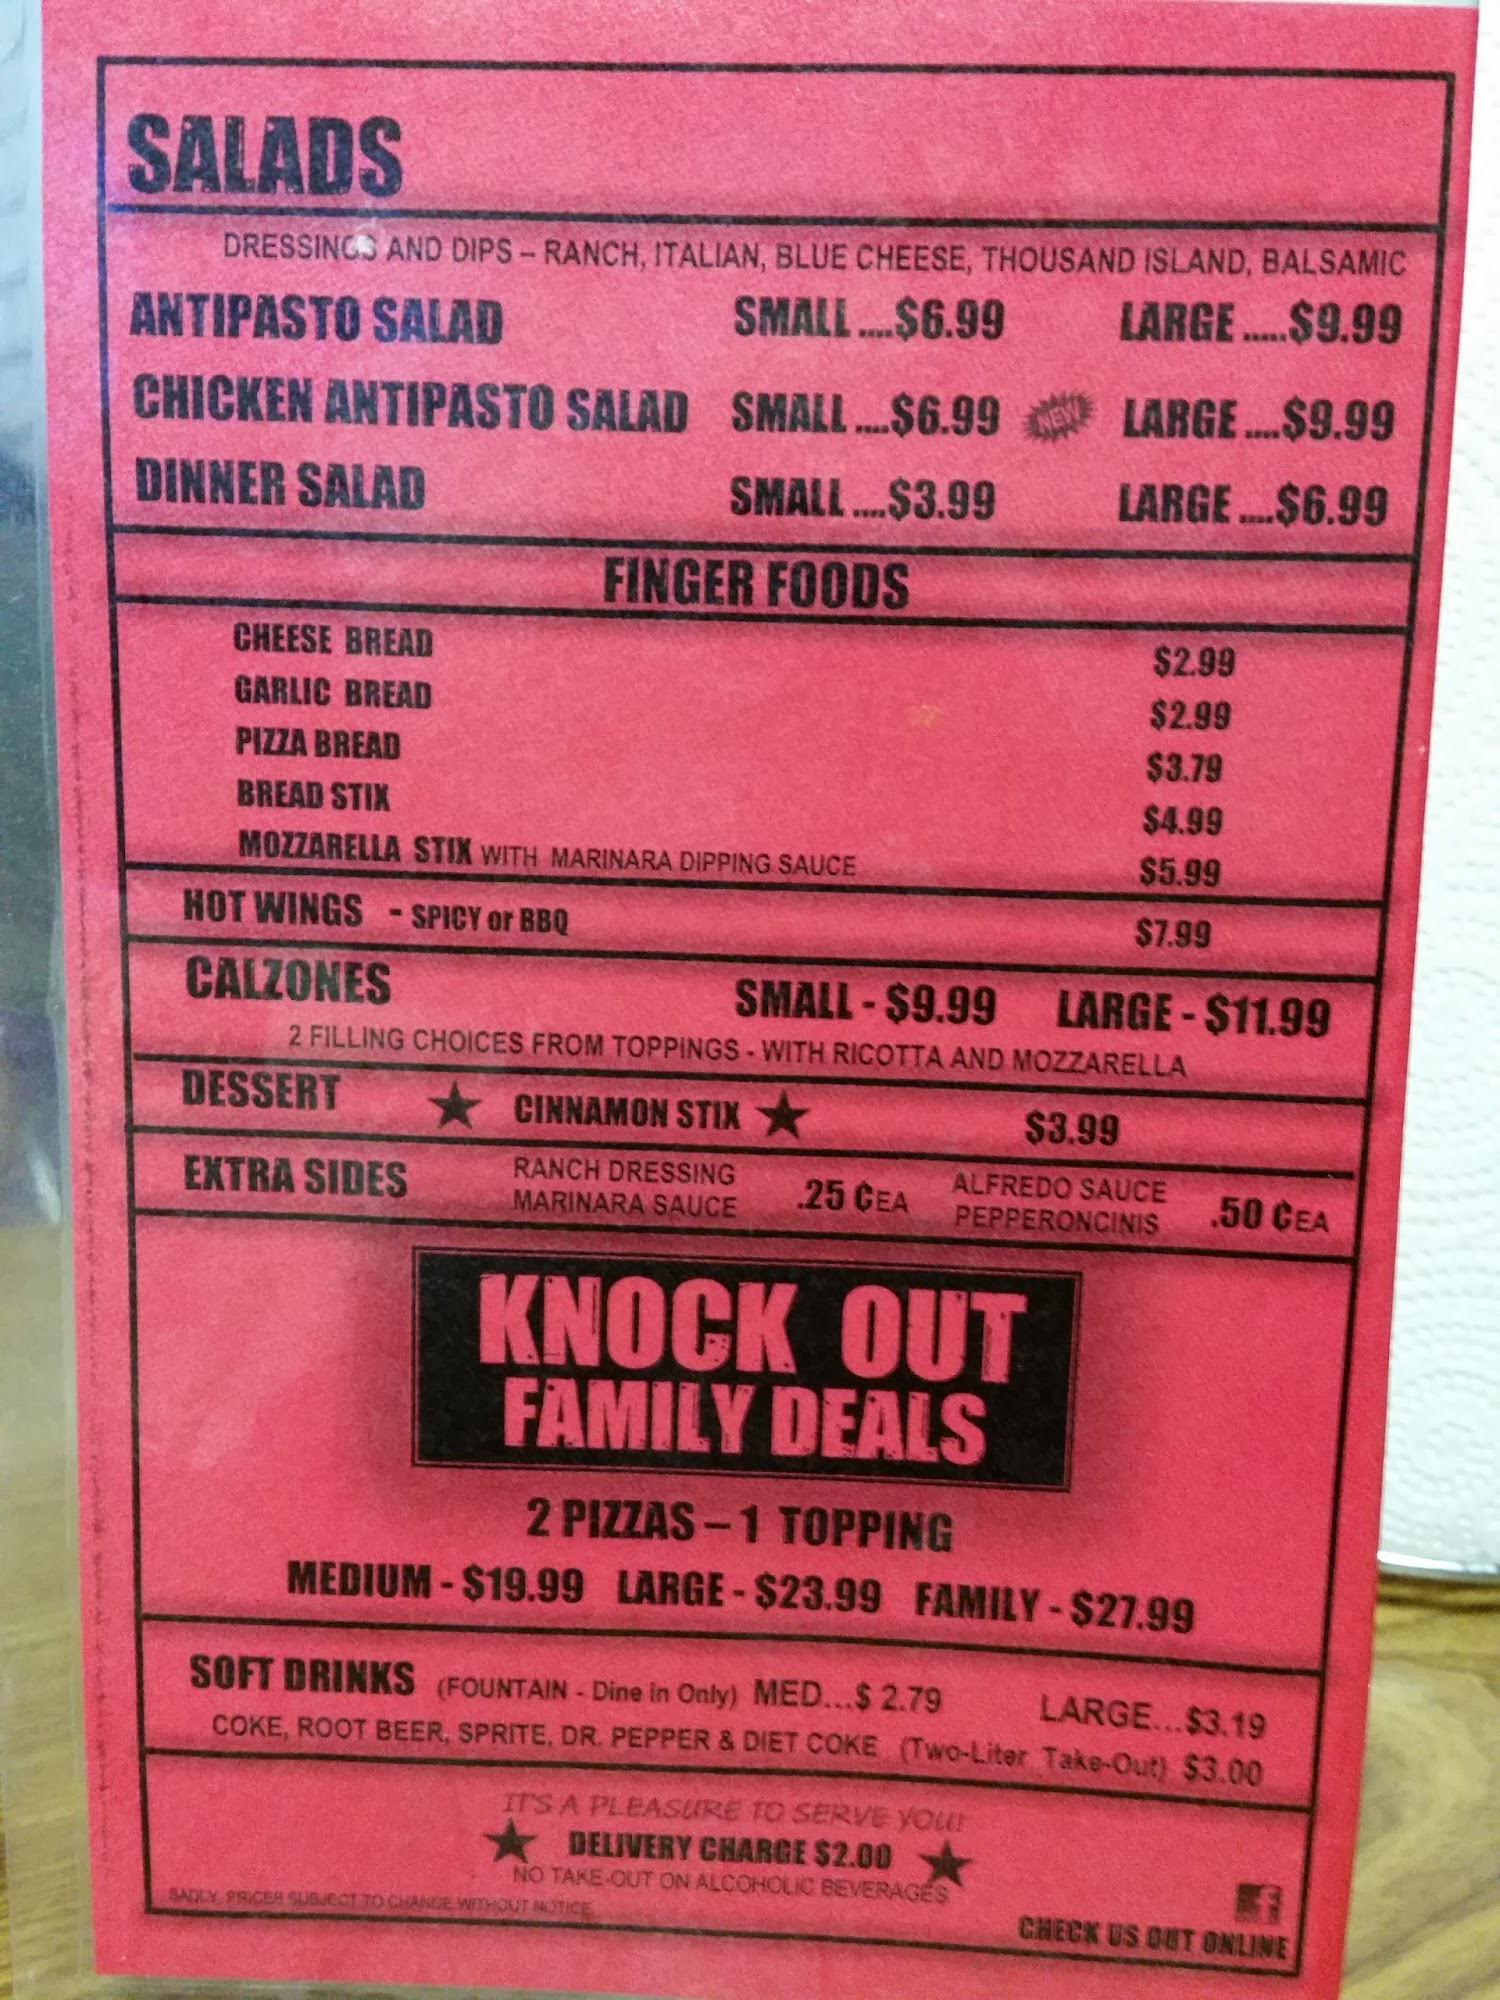 SALADS
DRESSINGS AND DIPS – RANCH, ITALIAN, BLUE CHEESE, THOUSAND ISLAND, BALSAMIC
ANTIPASTO SALAD SMALL ....$6.99 LARGE .....$9.99
CHICKEN ANTIPASTO SALAD SMALL ....$6.99 NEW LARGE ....$9.99
DINNER SALAD SMALL ....$3.99 LARGE ....$6.99
FINGER FOODS
CHEESE BREAD $2.99
GARLIC BREAD $2.99
PIZZA BREAD $3.79
BREAD STIX $4.99
MOZZARELLA STIX WITH MARINARA DIPPING SAUCE $5.99
HOT WINGS - SPICY or BBQ $7.99
CALZONES SMALL - $9.99 LARGE - $11.99
2 FILLING CHOICES FROM TOPPINGS - WITH RICOTTA AND MOZZARELLA
DESSERT ★ CINNAMON STIX ★ $3.99
EXTRA SIDES RANCH DRESSING MARINARA SAUCE .25 ¢EA ALFREDO SAUCE PEPPERONCINIS .50 ¢EA
KNOCK OUT
FAMILY DEALS
2 PIZZAS – 1 TOPPING
MEDIUM - $19.99 LARGE - $23.99 FAMILY - $27.99
SOFT DRINKS (FOUNTAIN - Dine in Only) MED...$ 2.79 LARGE...$3.19
COKE, ROOT BEER, SPRITE, DR. PEPPER & DIET COKE (Two-Liter Take-Out) $3.00
IT'S A PLEASURE TO SERVE YOU!
★ DELIVERY CHARGE $2.00 ★
NO TAKE-OUT ON ALCOHOLIC BEVERAGES
SADLY, PRICES SUBJECT TO CHANGE WITHOUT NOTICE
f
CHECK US OUT ONLINE